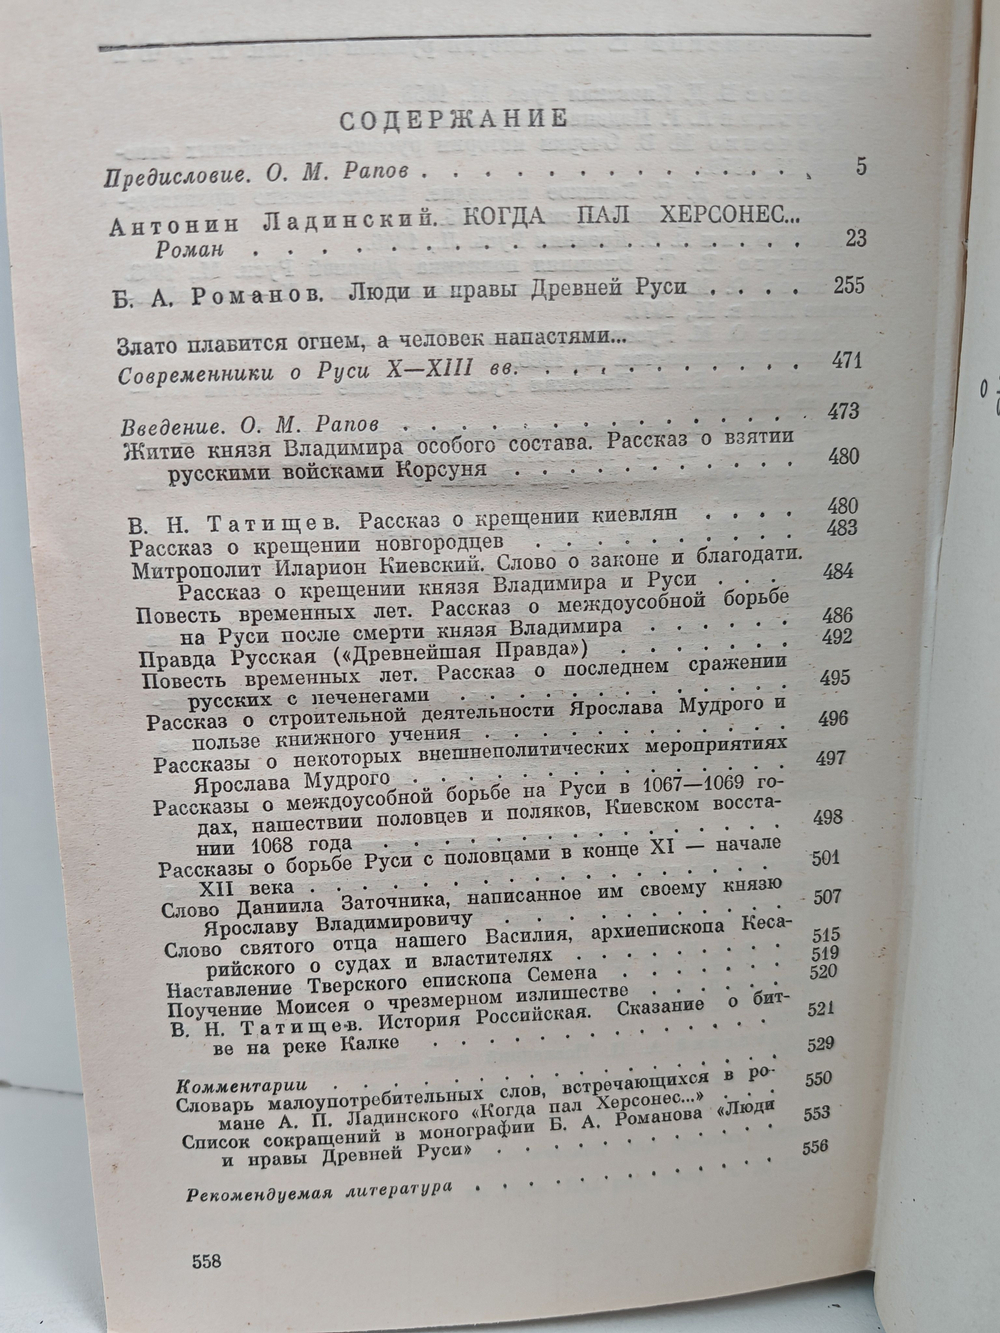 СОДЕРЖАНИЕ
Предисловие. О. М. Рапов . . . . . . . . . . . . . . 5
Антонин Ладинский. КОГДА ПАЛ ХЕРСОНЕС...
Роман . . . . . . . . . . . . . . . . . 23
Б. А. Романов. Люди и нравы Древней Руси . . . . 255
Злато плавится огнем, а человек напастями...
Современники о Руси X—XIII вв. . . . . . . . . . . 471
Введение. О. М. Рапов . . . . . . . . . . . . . . 473
Житие князя Владимира особого состава. Рассказ о взятии
русскими войсками Корсуня . . . . . . . . . . . 480
В. Н. Татищев. Рассказ о крещении киевлян . . . . 480
Рассказ о крещении новгородцев . . . . . . . . . . 483
Митрополит Иларион Киевский. Слово о законе и благодати.
Рассказ о крещении князя Владимира и Руси . . . 484
Повесть временных лет. Рассказ о междоусобной борьбе
на Руси после смерти князя Владимира . . . . . . 486
Правда Русская («Древнейшая Правда») . . . . . . . 492
Повесть временных лет. Рассказ о последнем сражении
русских с печенегами . . . . . . . . . . . . . 495
Рассказ о строительной деятельности Ярослава Мудрого и
пользе книжного учения . . . . . . . . . . . . 496
Рассказы о некоторых внешнеполитических мероприятиях
Ярослава Мудрого . . . . . . . . . . . . . . . 497
Рассказы о междоусобной борьбе на Руси в 1067—1069 го-
дах, нашествии половцев и поляков, Киевском восста-
нии 1068 года . . . . . . . . . . . . . . . . 498
Рассказы о борьбе Руси с половцами в конце XI — начале
XII века . . . . . . . . . . . . . . . . . . . 501
Слово Даниила Заточника, написанное им своему князю
Ярославу Владимировичу . . . . . . . . . . . . 507
Слово святого отца нашего Василия, архиепископа Кеса-
рийского о судах и властителях . . . . . . . . . 515
Наставление Тверского епископа Семена . . . . . . 519
Поучение Моисея о чрезмерном излишестве . . . . . . 520
В. Н. Татищев. История Российская. Сказание о бит-
ве на реке Калке . . . . . . . . . . . . . . . 521
Комментарии . . . . . . . . . . . . . . . . . 529
Словарь малоупотребительных слов, встречающихся в ро-
мане А. П. Ладинского «Когда пал Херсонес...» . . . 550
Список сокращений в монографии Б. А. Романова «Люди
и нравы Древней Руси» . . . . . . . . . . . . . 553
Рекомендуемая литература . . . . . . . . . . . . 556
558